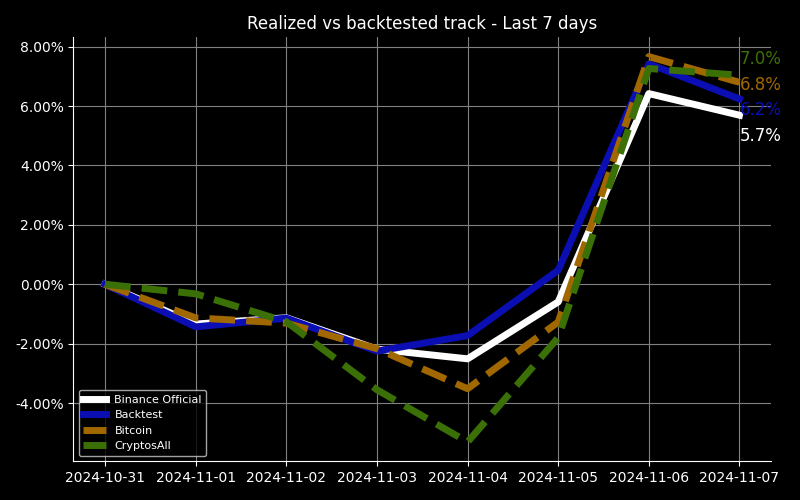 Realized vs backtested track - Last 7 days
8.00%
6.00%
4.00%
2.00%
0.00%
-2.00%
-4.00%
7.0%
6.8%
6.2%
5.7%
Binance Official
Backtest
Bitcoin
CryptosAll
2024-10-31 2024-11-01 2024-11-02 2024-11-03 2024-11-04 2024-11-05 2024-11-06 2024-11-07